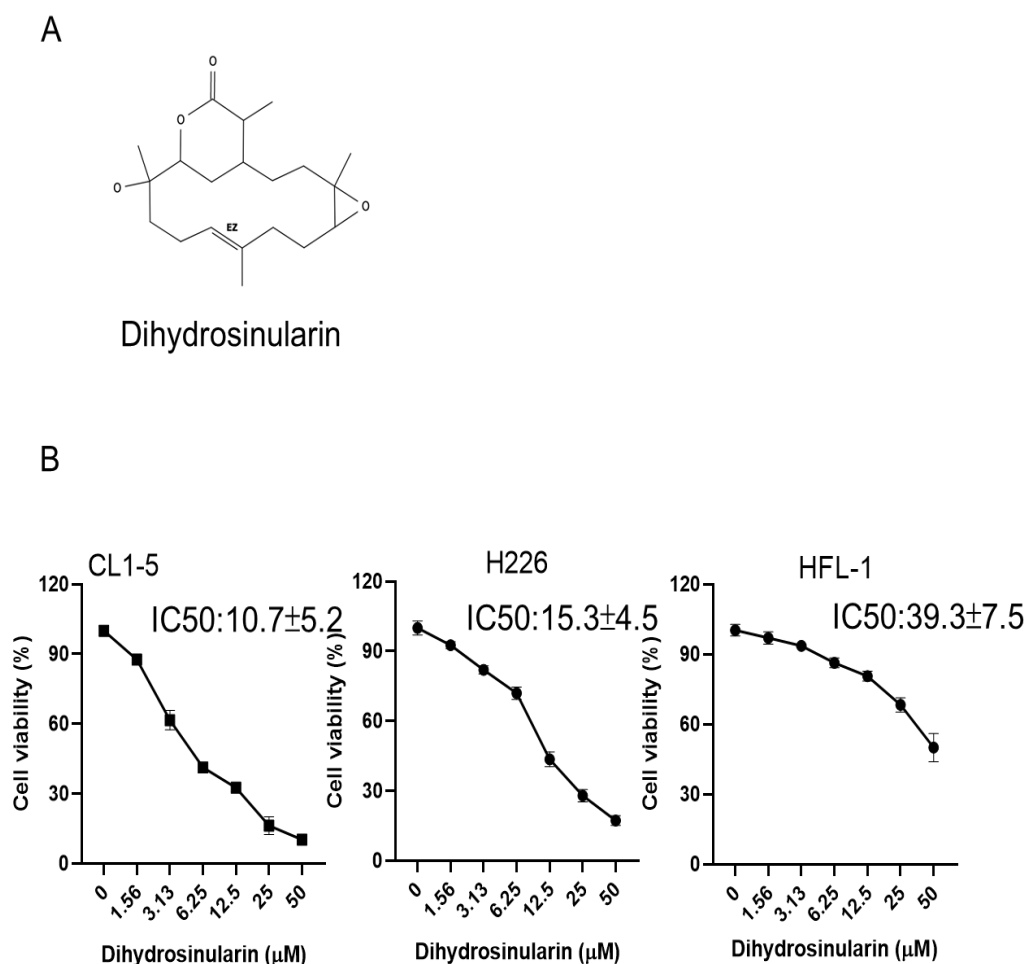 A
O
O
O
O
EZ
Dihydrosinularin
B
CL1-5
IC50:10.7±5.2
Cell viability (%)
120
90
60
30
0
0 1.56 3.13 6.25 12.5 25 50
Dihydrosinularin (μM)
H226
IC50:15.3±4.5
Cell viability (%)
120
90
60
30
0
0 1.56 3.13 6.25 12.5 25 50
Dihydrosinularin (μM)
HFL-1
IC50:39.3±7.5
Cell viability (%)
120
90
60
30
0
0 1.56 3.13 6.25 12.5 25 50
Dihydrosinularin (μM)